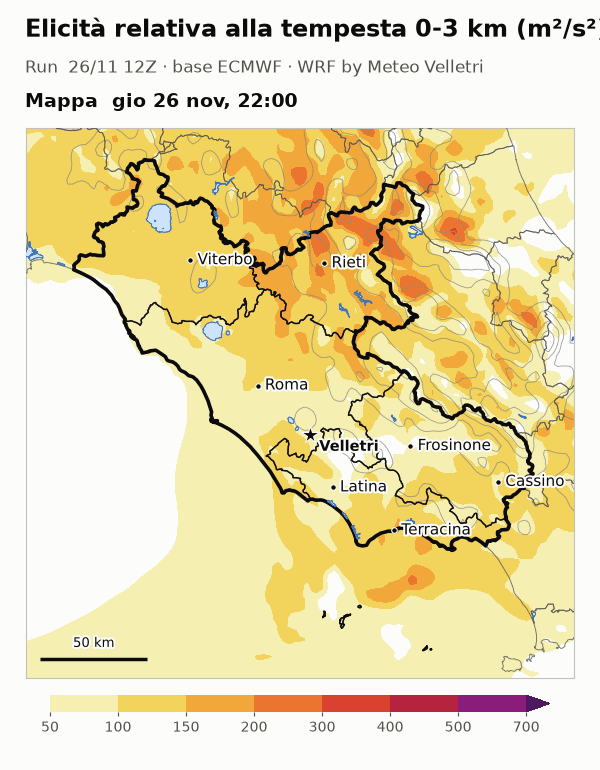 Elicità relativa alla tempesta 0-3 km (m²/s²)
Run  26/11 12Z · base ECMWF · WRF by Meteo Velletri
Mappa  gio 26 nov, 22:00
Viterbo
Rieti
Roma
Velletri
Frosinone
Cassino
Latina
Terracina
50 km
50 100 150 200 300 400 500 700